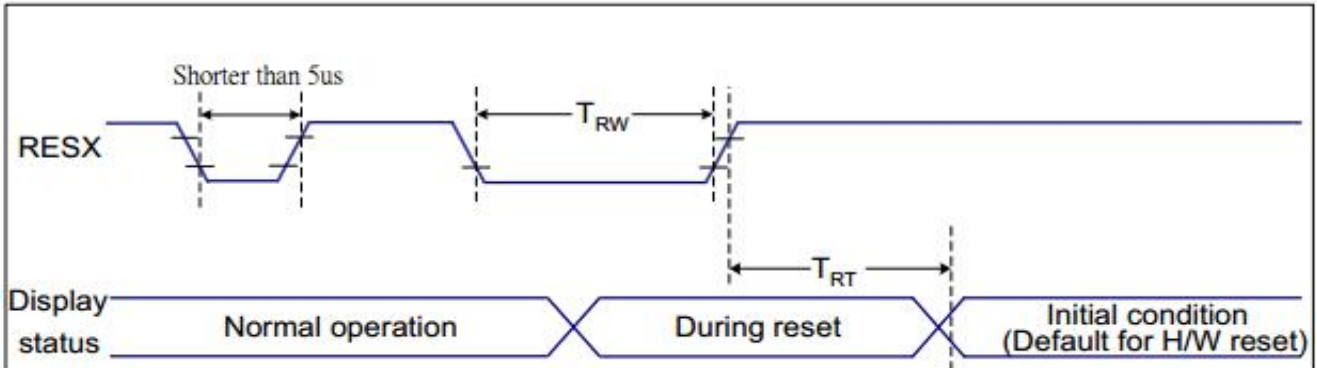 Shorter than 5us
RESX
TRW
TRT
Display
status
Normal operation
During reset
Initial condition
(Default for H/W reset)